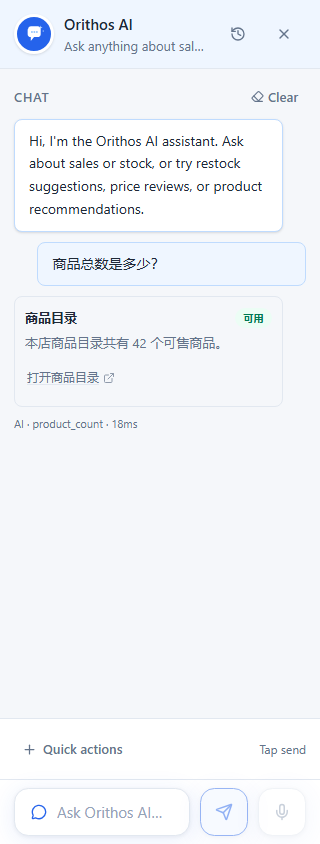 Orithos AI
Ask anything about sal...
CHAT
Clear
Hi, I'm the Orithos AI assistant. Ask
about sales or stock, or try restock
suggestions, price reviews, or product
recommendations.
商品总数是多少?
商品目录
可用
本店商品目录共有 42 个可售商品。
打开商品目录
AI · product_count · 18ms
Quick actions
Tap send
Ask Orithos AI...